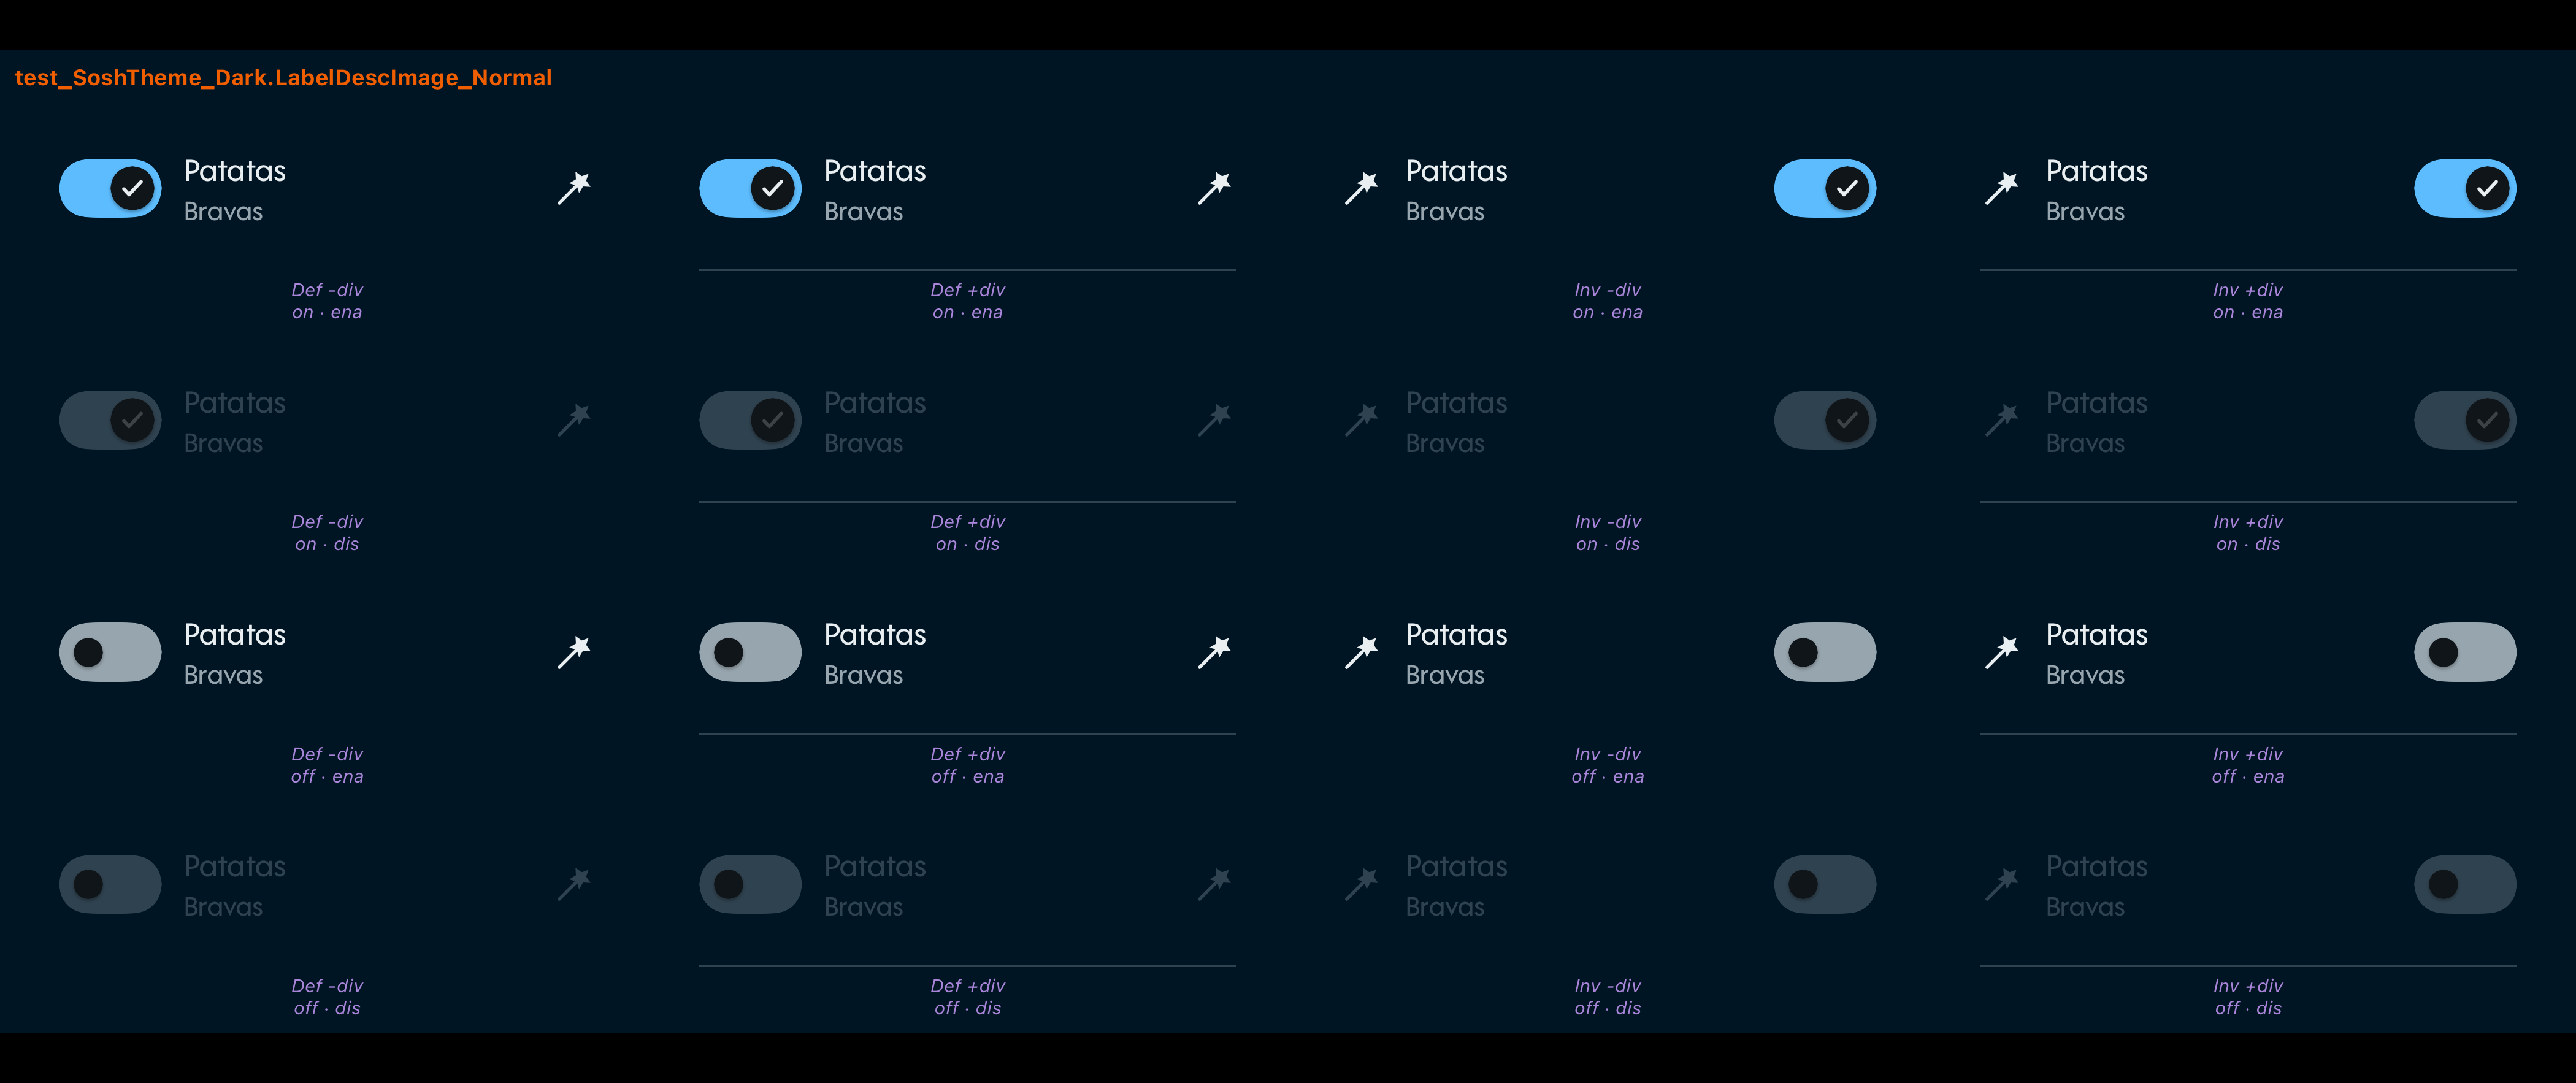 test_SoshTheme_Dark.LabelDescImage_Normal
Patatas
Bravas
Def -div
on · ena
Patatas
Bravas
Def +div
on · ena
Patatas
Bravas
Inv -div
on · ena
Patatas
Bravas
Inv +div
on · ena
Patatas
Bravas
Def -div
on · dis
Patatas
Bravas
Def +div
on · dis
Patatas
Bravas
Inv -div
on · dis
Patatas
Bravas
Inv +div
on · dis
Patatas
Bravas
Def -div
off · ena
Patatas
Bravas
Def +div
off · ena
Patatas
Bravas
Inv -div
off · ena
Patatas
Bravas
Inv +div
off · ena
Patatas
Bravas
Def -div
off · dis
Patatas
Bravas
Def +div
off · dis
Patatas
Bravas
Inv -div
off · dis
Patatas
Bravas
Inv +div
off · dis